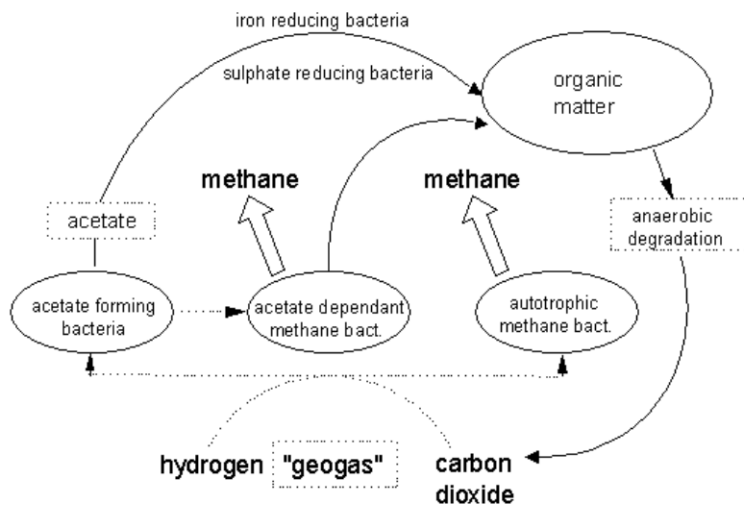 iron reducing bacteria
sulphate reducing bacteria
organic
matter
methane
methane
acetate
anaerobic
degradation
acetate forming
bacteria
acetate dependant
methane bact.
autotrophic
methane bact.
hydrogen
"geogas"
carbon
dioxide